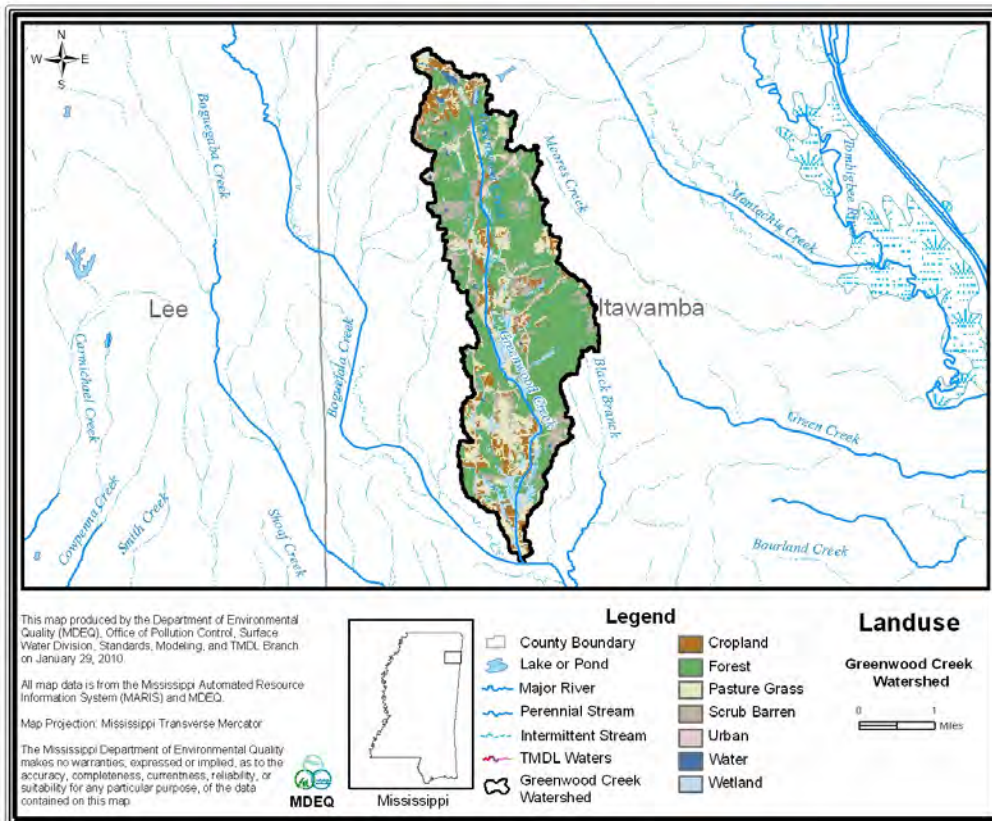 N
W E
S
Boguegaba Creek
Moores Creek
Tombigbee River
Mantachie Creek
Lee
Itawamba
Carmichael Creek
Boguefala Creek
Greenwood Creek
Black Branch
Green Creek
Cowpenna Creek
Smith Creek
Shoaf Creek
Bourland Creek
This map produced by the Department of Environmental
Quality (MDEQ), Office of Pollution Control, Surface
Water Division, Standards, Modeling, and TMDL Branch
on January 29, 2010.
All map data is from the Mississippi Automated Resource
Information System (MARIS) and MDEQ.
Map Projection: Mississippi Transverse Mercator
The Mississippi Department of Environmental Quality
makes no warranties, expressed or implied, as to the
accuracy, completeness, currentness, reliability, or
suitability for any particular purpose, of the data
contained on this map
MDEQ
Mississippi
Legend
County Boundary
Lake or Pond
Major River
Perennial Stream
Intermittent Stream
TMDL Waters
Greenwood Creek
Watershed
Cropland
Forest
Pasture Grass
Scrub Barren
Urban
Water
Wetland
Landuse
Greenwood Creek
Watershed
0 1
Miles